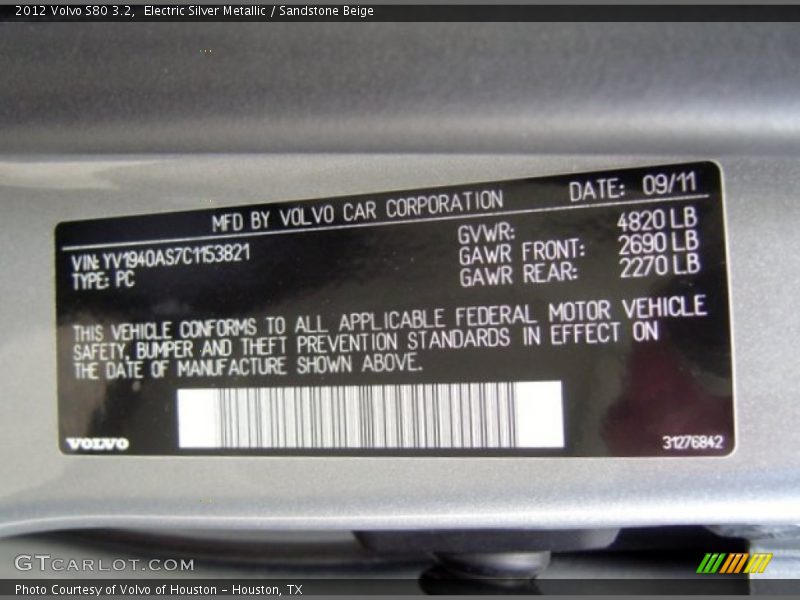 2012 Volvo S80 3.2, Electric Silver Metallic / Sandstone Beige
MFD BY VOLVO CAR CORPORATION DATE: 09/11
VIN: YV1940AS7C1153821
TYPE: PC
GVWR: 4820 LB
GAWR FRONT: 2690 LB
GAWR REAR: 2270 LB
THIS VEHICLE CONFORMS TO ALL APPLICABLE FEDERAL MOTOR VEHICLE
SAFETY, BUMPER AND THEFT PREVENTION STANDARDS IN EFFECT ON
THE DATE OF MANUFACTURE SHOWN ABOVE.
VOLVO
31276842
GTCARLOT.COM
Photo Courtesy of Volvo of Houston - Houston, TX